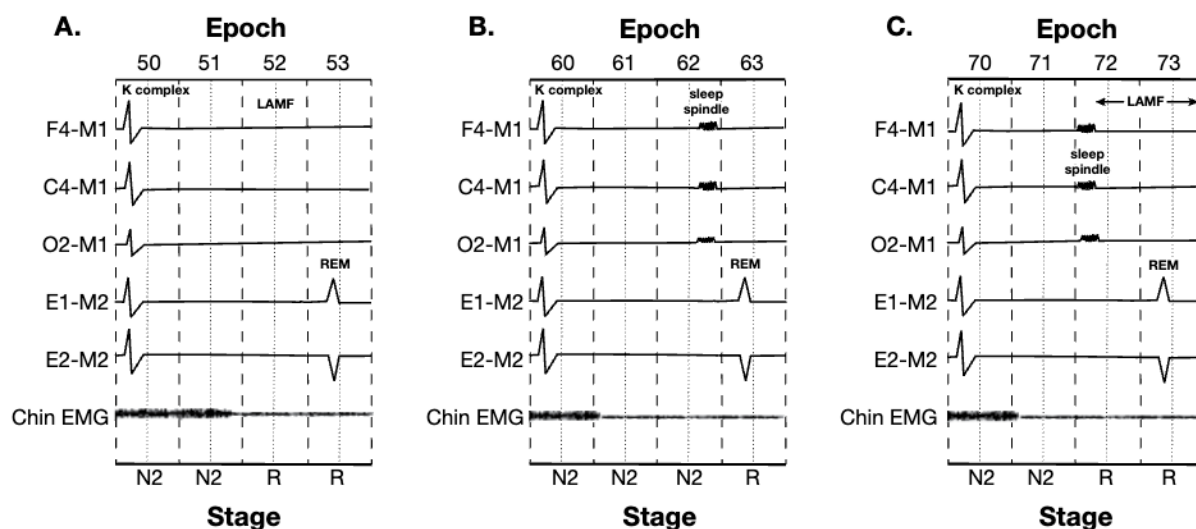 A.
Epoch
50 51 52 53
K complex
LAMF
F4-M1
C4-M1
O2-M1
REM
E1-M2
E2-M2
Chin EMG
N2 N2 R R
Stage
B.
Epoch
60 61 62 63
K complex
sleep
spindle
F4-M1
C4-M1
O2-M1
REM
E1-M2
E2-M2
Chin EMG
N2 N2 N2 R
Stage
C.
Epoch
70 71 72 73
K complex
LAMF
F4-M1
sleep
spindle
C4-M1
O2-M1
REM
E1-M2
E2-M2
Chin EMG
N2 N2 R R
Stage